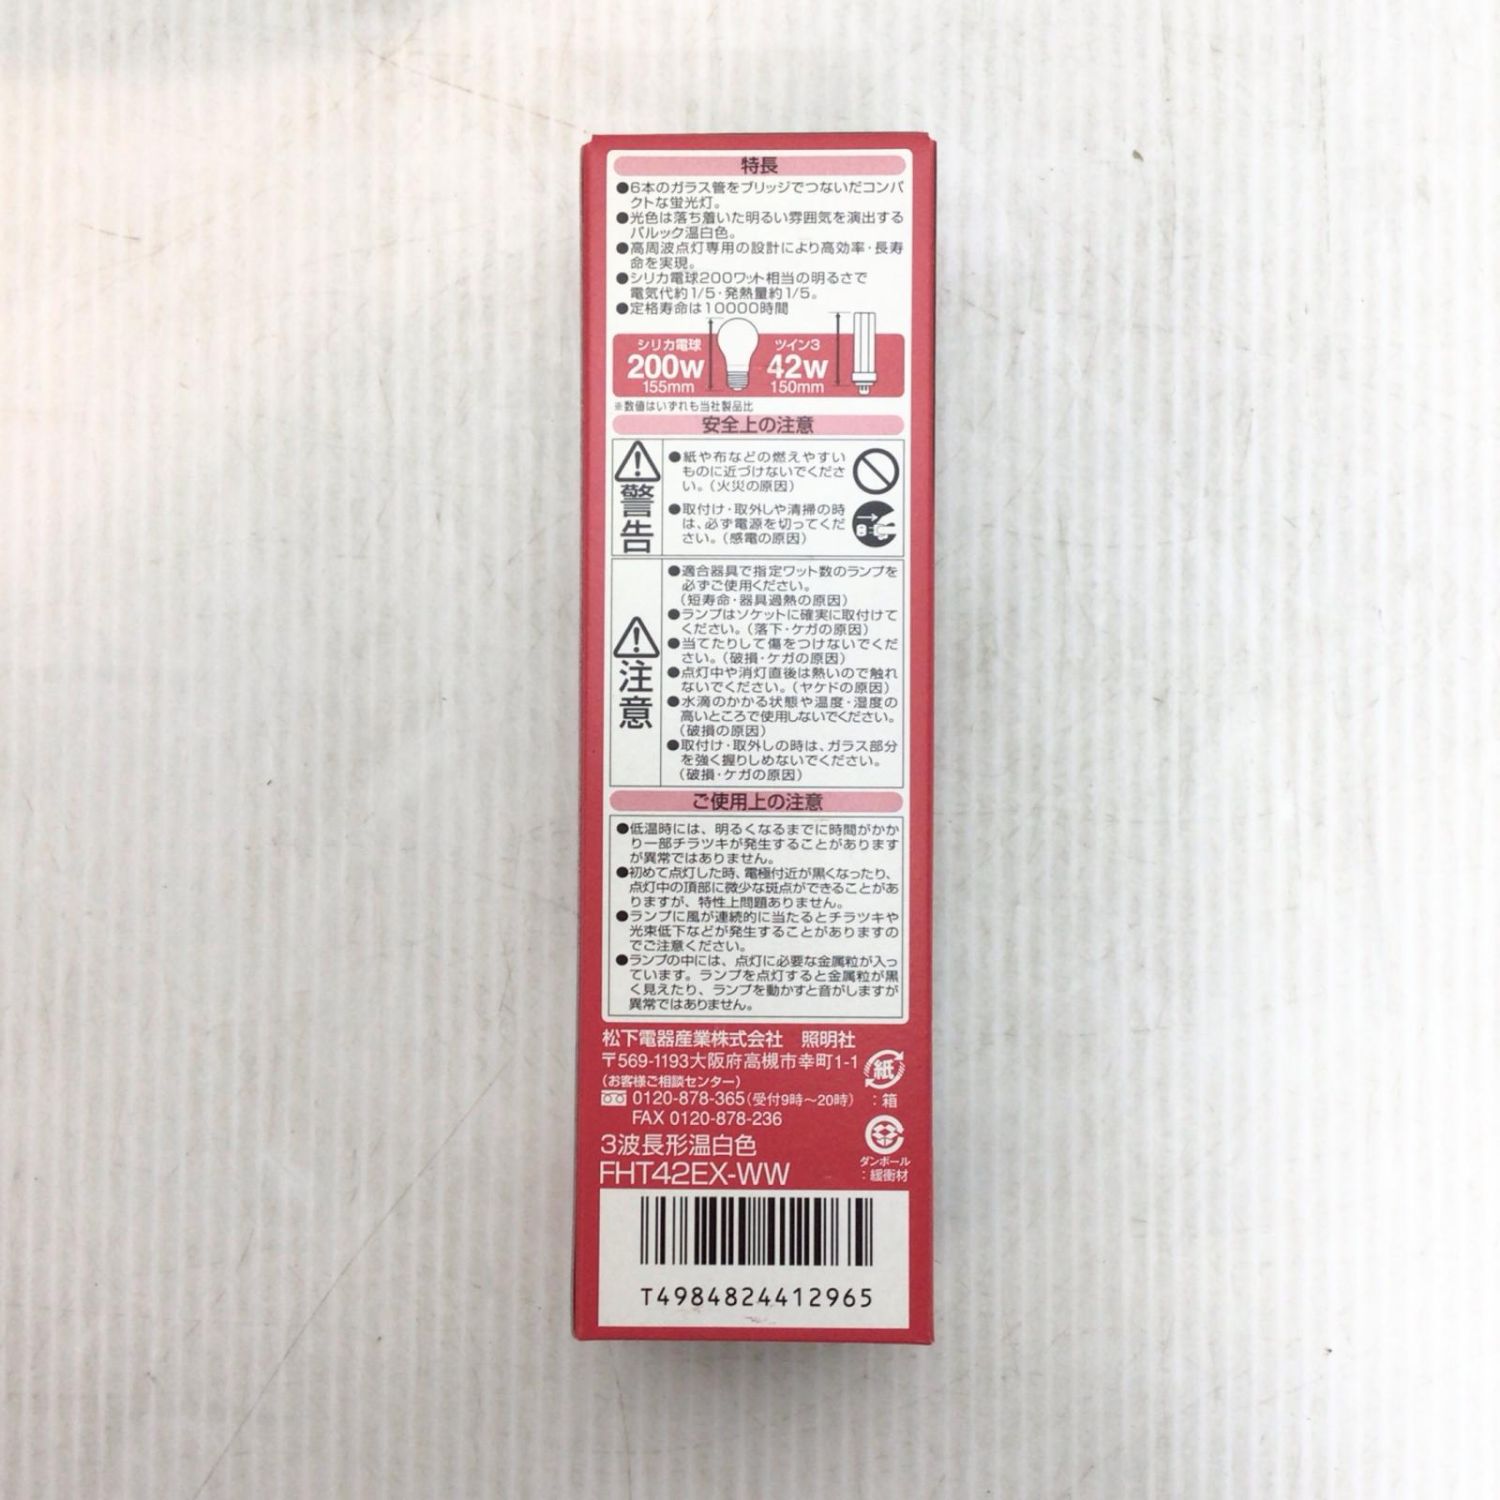 特長
●6本のガラス管をブリッジでつないだコンパ
クトな蛍光灯。
●光色は落ち着いた明るい雰囲気を演出する
パルック温白色。
●高周波点灯専用の設計により高効率・長寿
命を実現。
●シリカ電球200ワット相当の明るさで
電気代約1/5・発熱量約1/5。
●定格寿命は10000時間
シリカ電球
200w
155mm
ツイン3
42w
150mm
※数値はいずれも当社製品比
安全上の注意
警告
●紙や布などの燃えやすい
ものに近づけないでくださ
い。(火災の原因)
●取付け・取外しや清掃の時
は、必ず電源を切ってくだ
さい。(感電の原因)
注意
●適合器具で指定ワット数のランプを
必ずご使用ください。
(短寿命・器具過熱の原因)
●ランプはソケットに確実に取付けて
ください。(落下・ケガの原因)
●当てたりして傷をつけないでくだ
さい。(破損・ケガの原因)
●点灯中や消灯直後は熱いので触れ
ないでください。(ヤケドの原因)
●水滴のかかる状態や温度・湿度の
高いところで使用しないでください。
(破損の原因)
●取付け・取外しの時は、ガラス部分
を強く握りしめないでください。
(破損・ケガの原因)
ご使用上の注意
●低温時には、明るくなるまでに時間がかか
り一部チラツキが発生することがあります
が異常ではありません。
●初めて点灯した時、電極付近が黒くなったり、
点灯中の頂部に微少な斑点ができることがあ
りますが、特性上問題ありません。
●ランプに風が連続的に当たるとチラツキや
光束低下などが発生することがありますの
でご注意ください。
●ランプの中には、点灯に必要な金属粒が入っ
ています。ランプを点灯すると金属粒が黒
く見えたり、ランプを動かすと音がしますが
異常ではありません。
松下電器産業株式会社 照明社
〒569-1193大阪府高槻市幸町1-1
(お客様ご相談センター)
0120-878-365(受付9時〜20時)
FAX 0120-878-236
紙
：箱
ダンボール
：緩衝材
3波長形温白色
FHT42EX-WW
T4984824412965